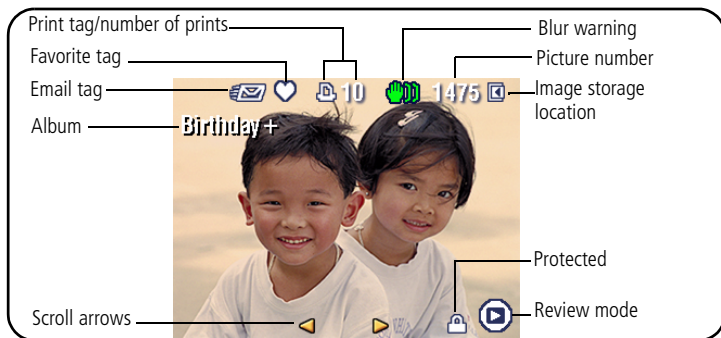 Print tag/number of prints
Favorite tag
Email tag
Album
Scroll arrows
Blur warning
Picture number
Image storage
location
Protected
Review mode
10
1475
Birthday+